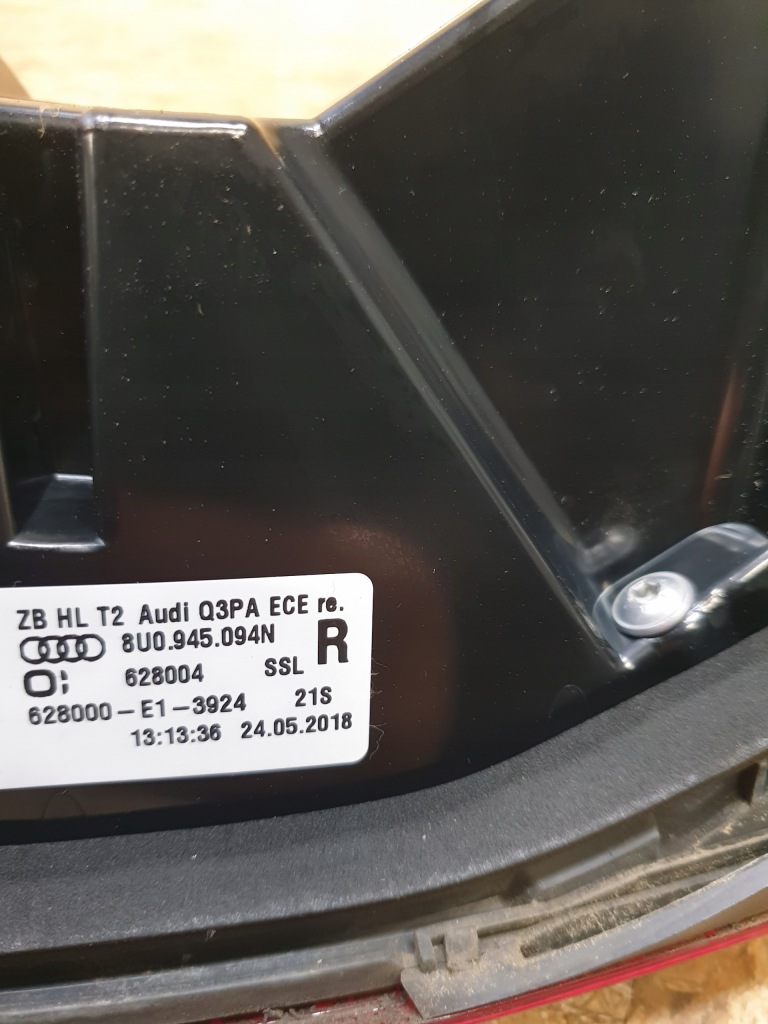 ZB HL T2 Audi Q3PA ECE re.
8U0.945.094N R
628004 SSL
628000-E1-3924 21S
13:13:36 24.05.2018